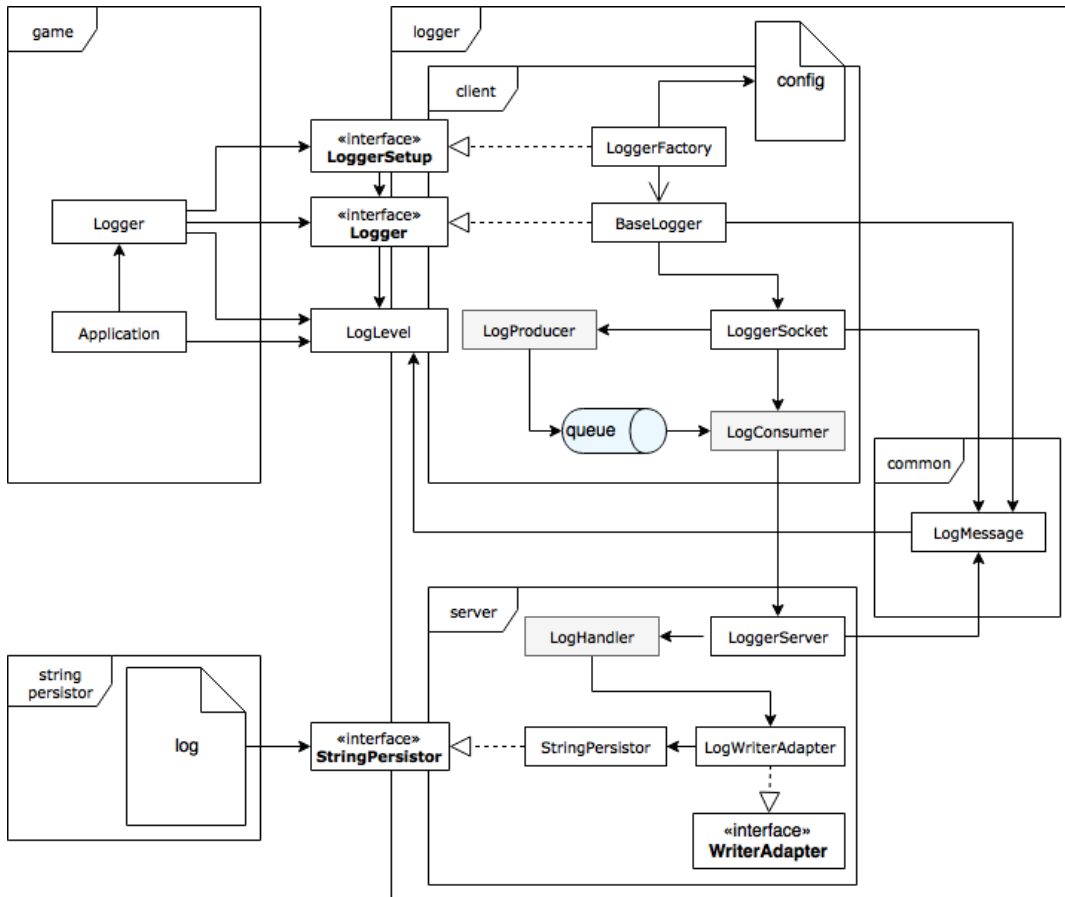 game
logger
client
config
«interface»
LoggerSetup
LoggerFactory
Logger
«interface»
Logger
BaseLogger
Application
LogLevel
LogProducer
LoggerSocket
queue
LogConsumer
common
LogMessage
server
LogHandler
LoggerServer
string
persistor
log
«interface»
StringPersistor
StringPersistor
LogWriterAdapter
«interface»
WriterAdapter